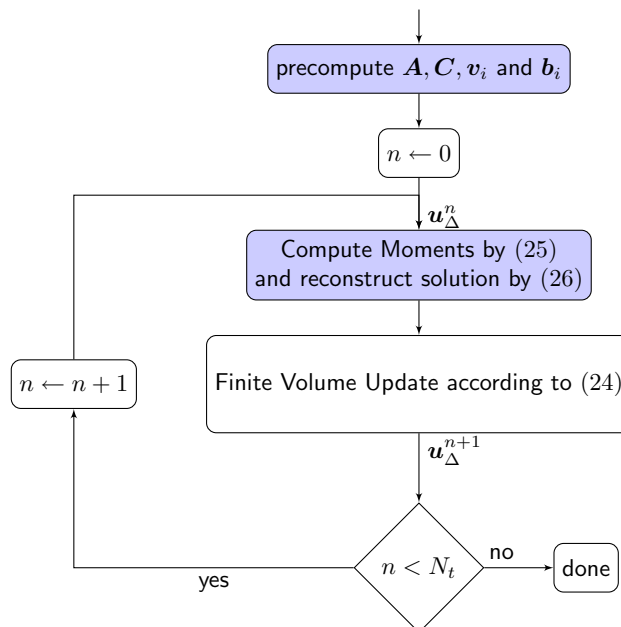 precompute A, C, v_i and b_i
n ← 0
u_Δ^n
Compute Moments by (25)
and reconstruct solution by (26)
n ← n + 1
Finite Volume Update according to (24)
u_Δ^{n+1}
n < N_t
no
done
yes